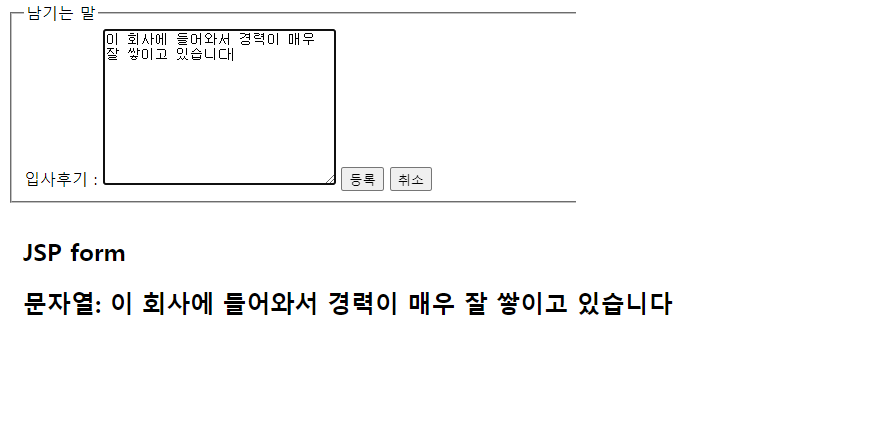 남기는 말
이 회사에 들어와서 경력이 매우
잘 쌓이고 있습니다
입사후기 : 등록 취소
JSP form
문자열: 이 회사에 들어와서 경력이 매우 잘 쌓이고 있습니다